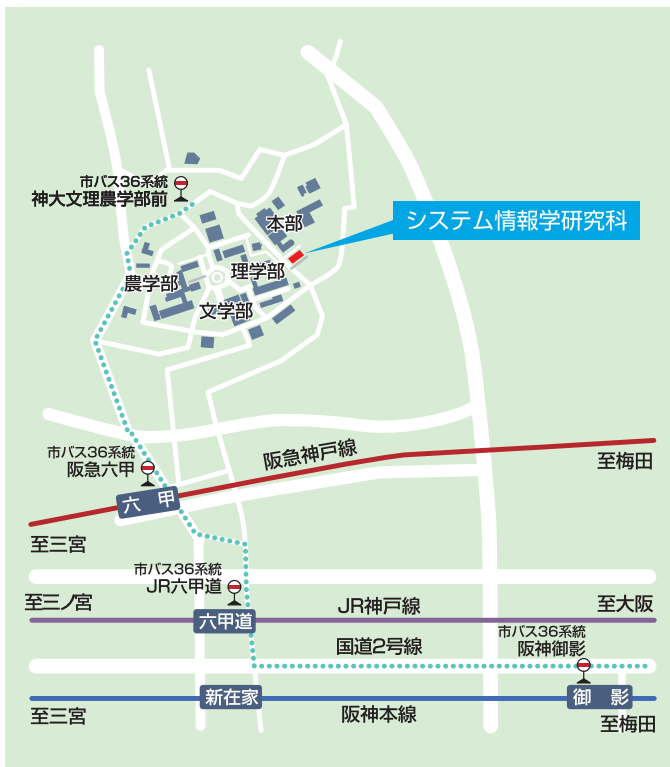 市バス36系統
神大文理農学部前
システム情報学研究科
本部
理学部
農学部
文学部
市バス36系統
阪急六甲
阪急神戸線
至梅田
六 甲
至三宮
市バス36系統
JR六甲道
至三ノ宮
JR神戸線
至大阪
六甲道
市バス36系統
阪神御影
国道2号線
新在家
御 影
至三宮
阪神本線
至梅田